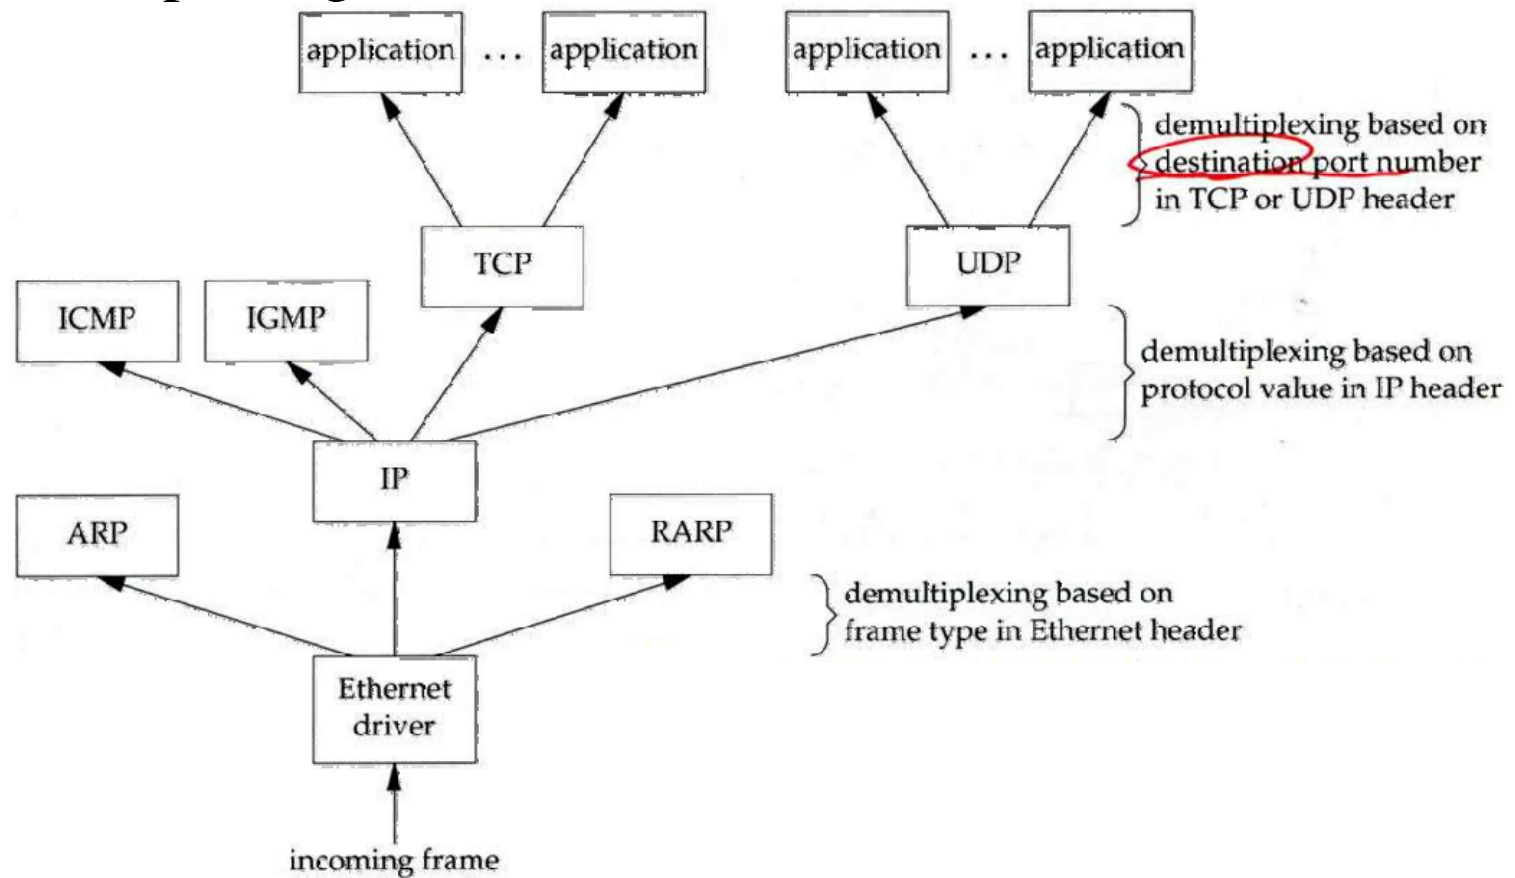 application ... application application ... application
demultiplexing based on
destination port number
in TCP or UDP header
TCP UDP
ICMP IGMP
demultiplexing based on
protocol value in IP header
IP
ARP RARP
demultiplexing based on
frame type in Ethernet header
Ethernet
driver
incoming frame